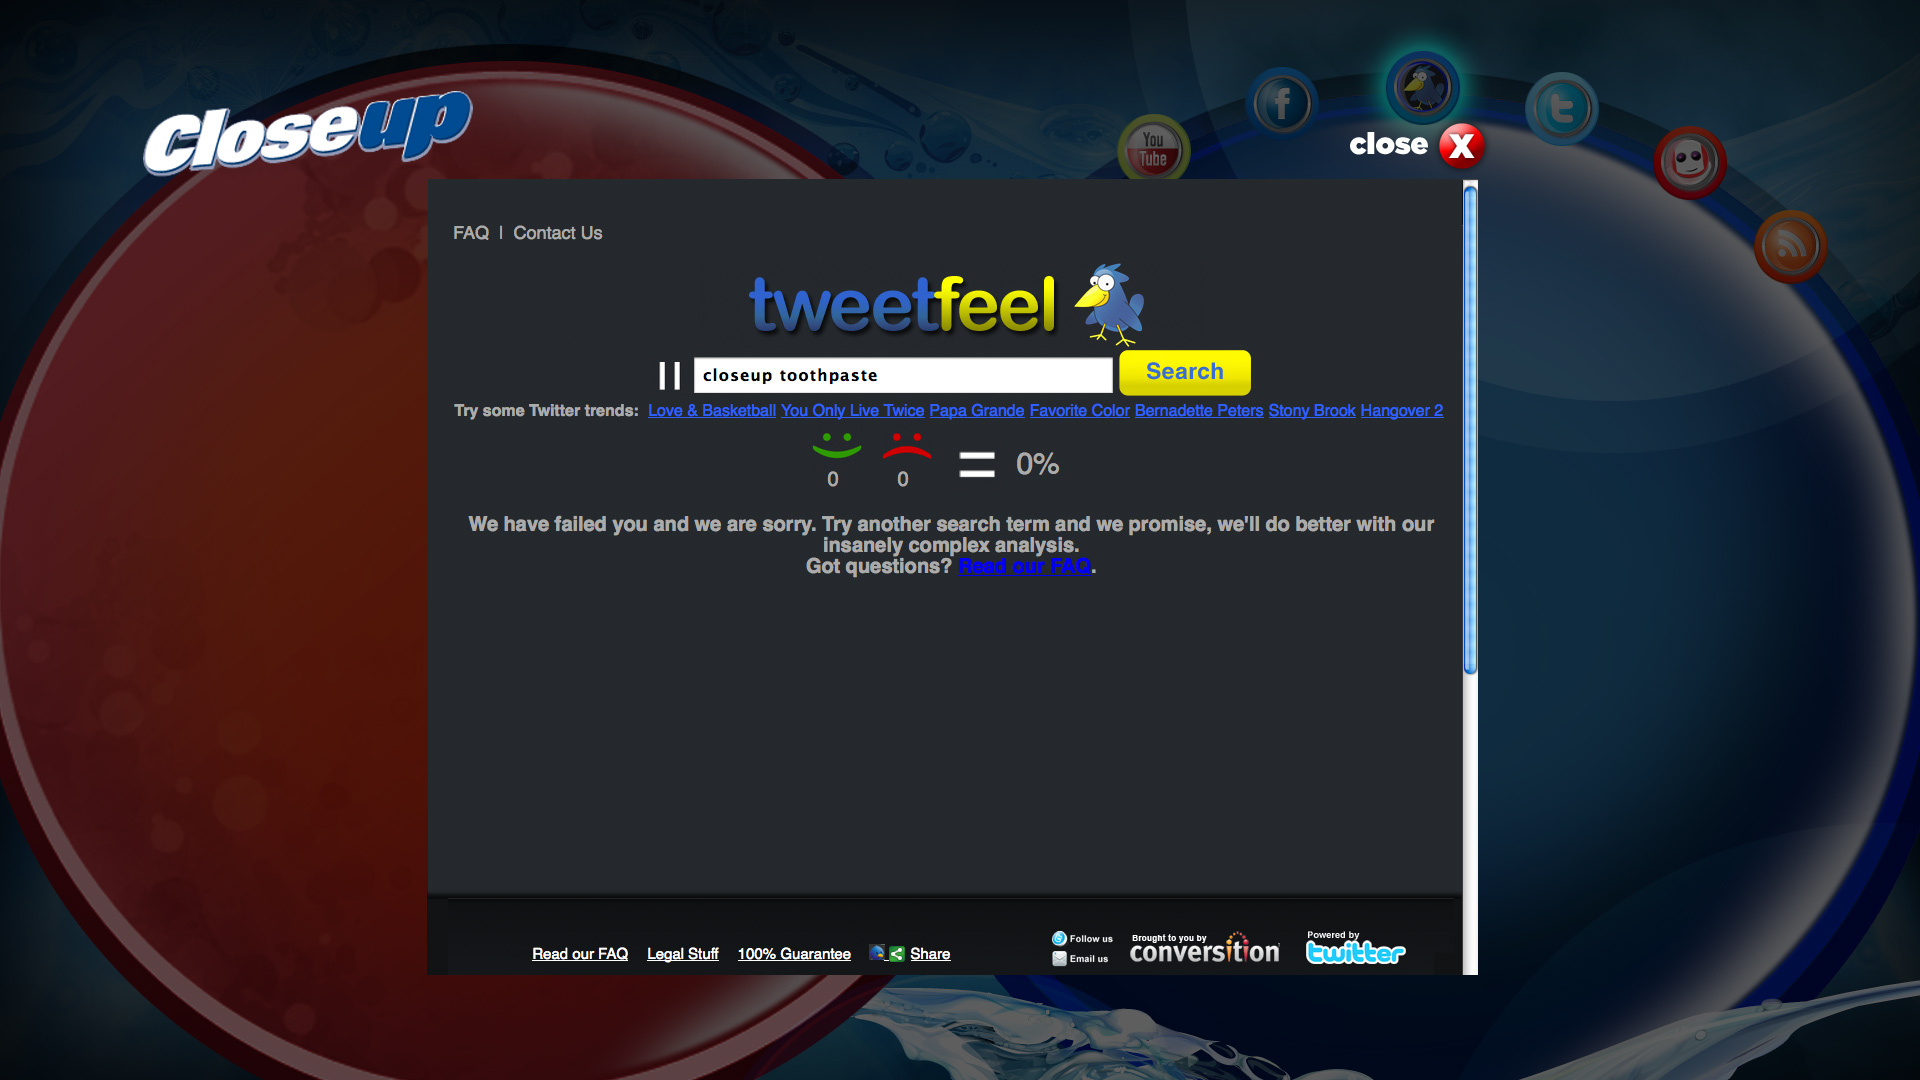 Closeup
You
Tube
f
t
close X
FAQ | Contact Us
tweetfeel
closeup toothpaste
Search
Try some Twitter trends: Love & Basketball You Only Live Twice Papa Grande Favorite Color Bernadette Peters Stony Brook Hangover 2
0 0 = 0%
We have failed you and we are sorry. Try another search term and we promise, we'll do better with our
insanely complex analysis.
Got questions? Read our FAQ.
Read our FAQ Legal Stuff 100% Guarantee Share
Follow us
Email us
Brought to you by
conversition
Powered by
twitter